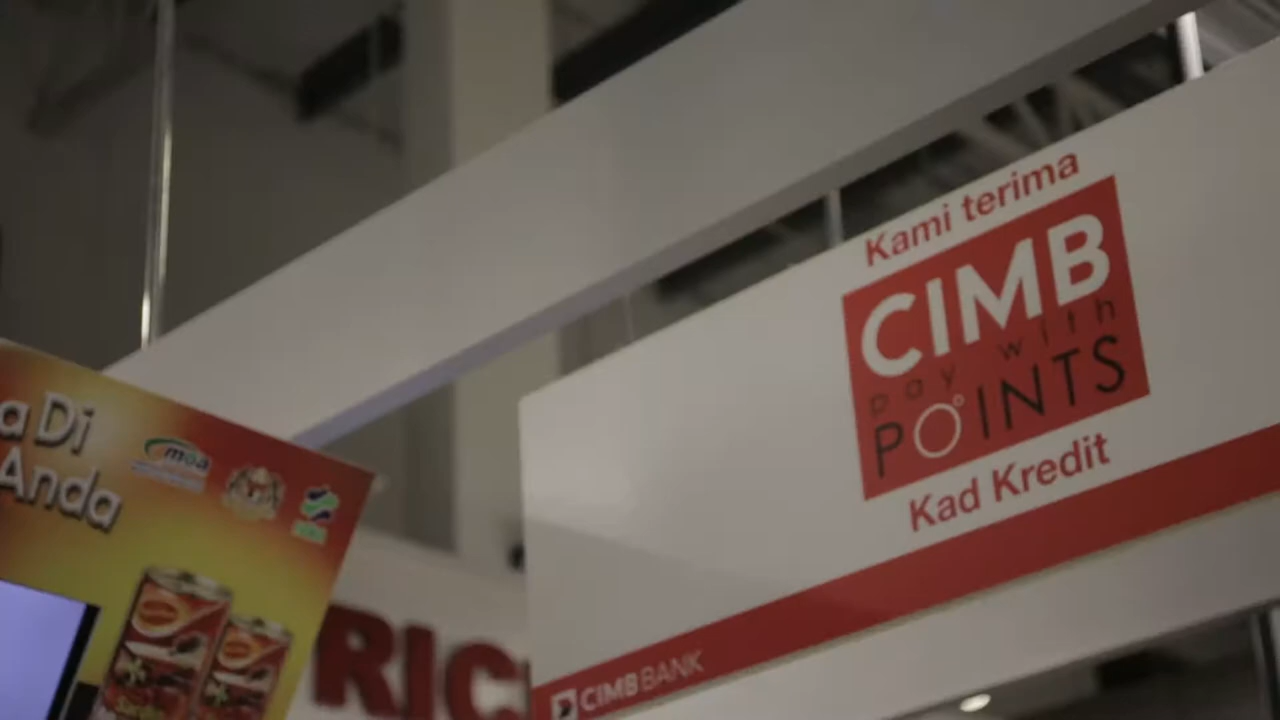 Kami terima
CIMB
pay with
POINTS
Kad Kredit
CIMB BANK
a Di
Anda
moa
RIC